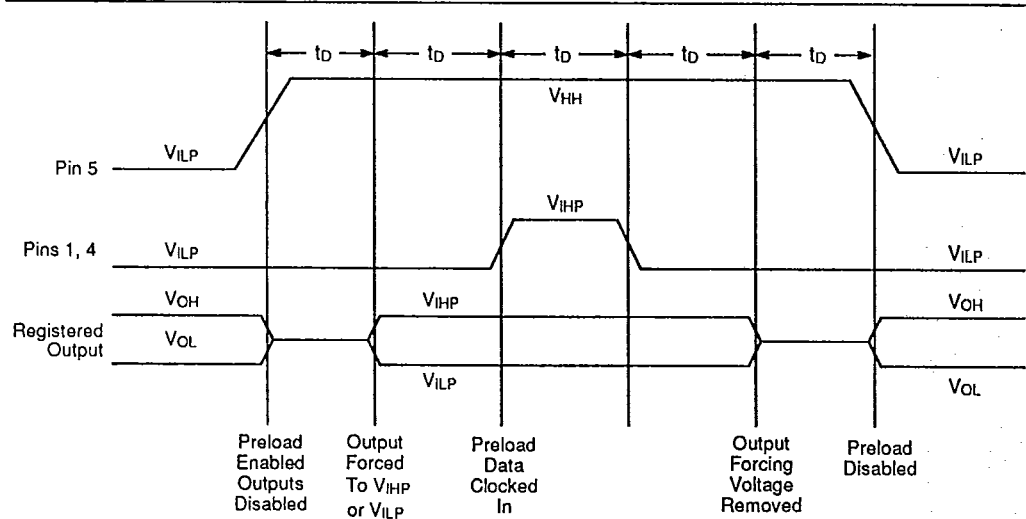 tD tD tD tD tD
VHH
Pin 5 VILP VILP
VIHP
Pins 1, 4 VILP VILP
VOH VIHP VOH
Registered
Output
VOL VILP VOL
Preload
Enabled
Outputs
Disabled
Output
Forced
To VIHP
or VILP
Preload
Data
Clocked
In
Output
Forcing
Voltage
Removed
Preload
Disabled